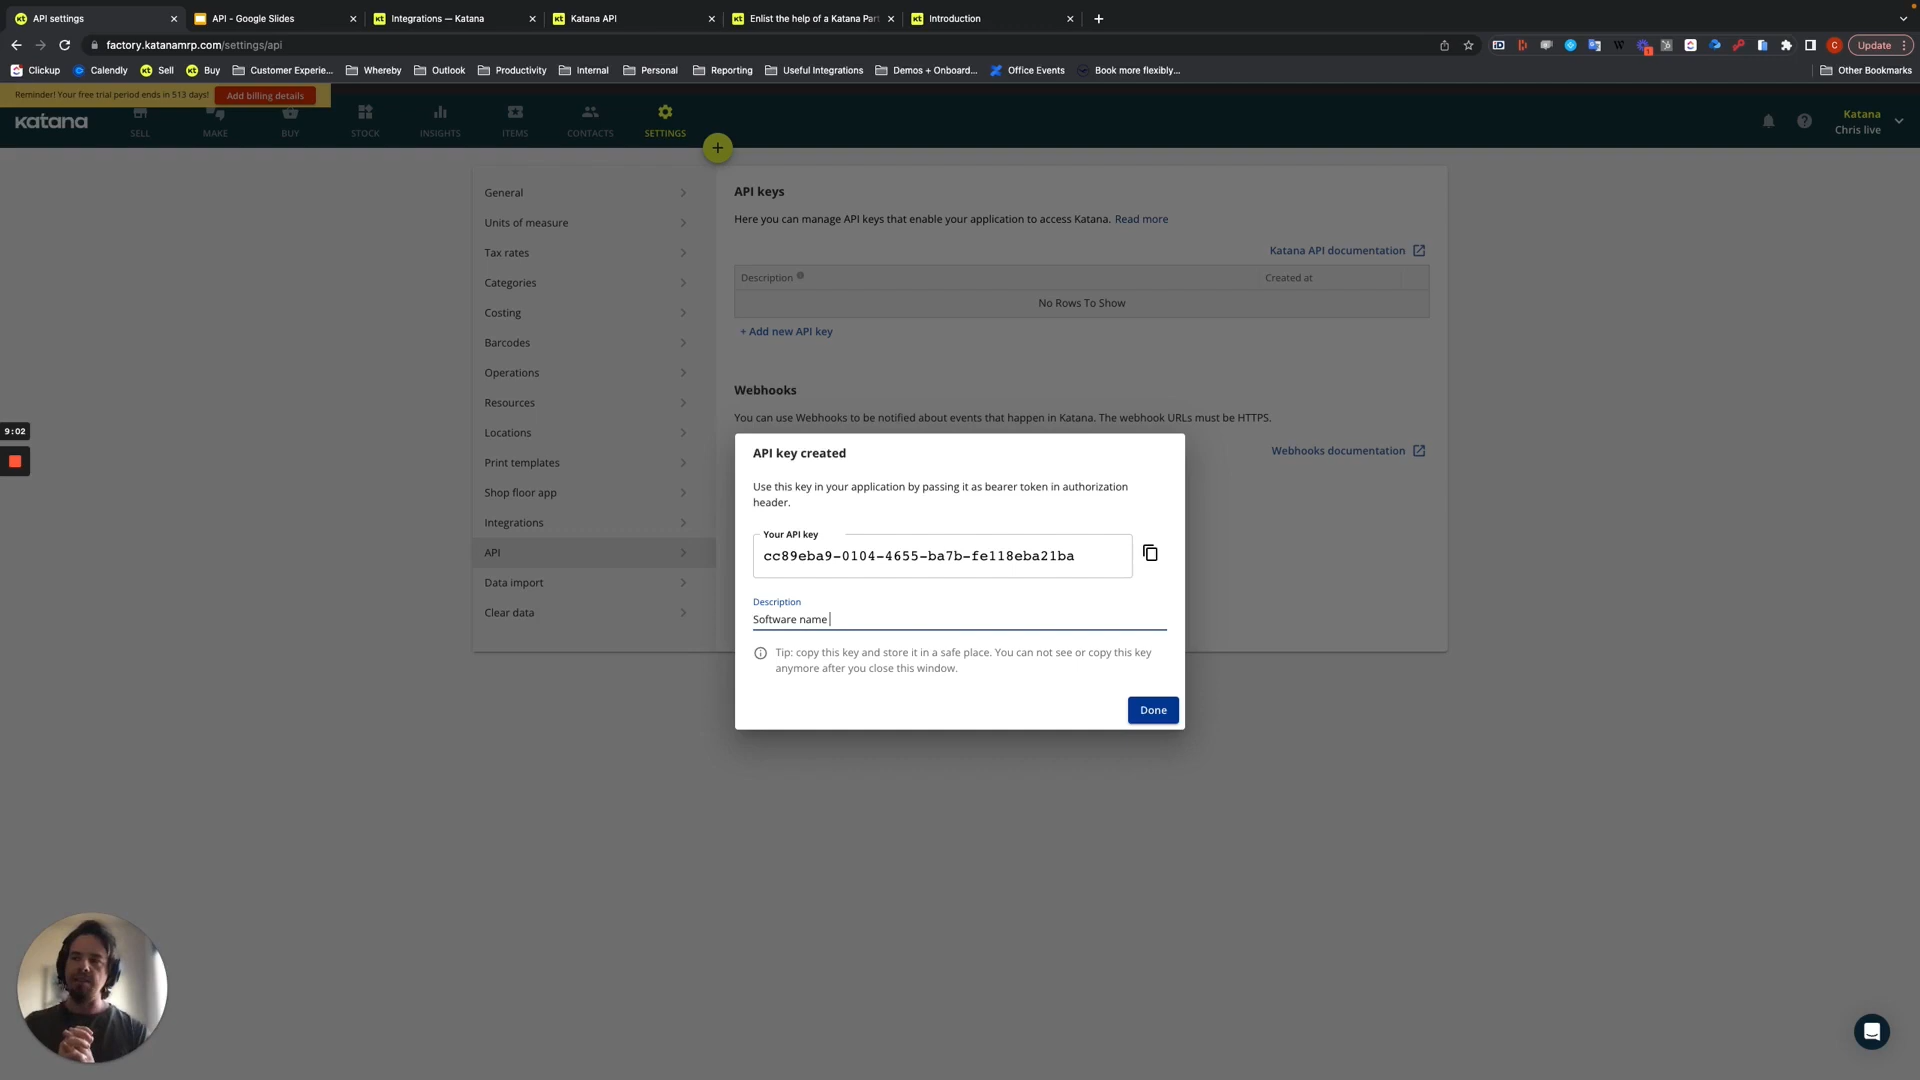 API settings
API - Google Slides
Integrations — Katana
Katana API
Enlist the help of a Katana Par
Introduction
factory.katanamrp.com/settings/api
Update
Clickup
Calendly
Sell
Buy
Customer Experie...
Whereby
Outlook
Productivity
Internal
Personal
Reporting
Useful Integrations
Demos + Onboard...
Office Events
Book more flexibly...
Other Bookmarks
Reminder! Your free trial period ends in 513 days!
Add billing details
katana
SELL
MAKE
BUY
STOCK
INSIGHTS
ITEMS
CONTACTS
SETTINGS
Katana
Chris live
General
Units of measure
Tax rates
Categories
Costing
Barcodes
Operations
Resources
Locations
Print templates
Shop floor app
Integrations
API
Data import
Clear data
API keys
Here you can manage API keys that enable your application to access Katana. Read more
Katana API documentation
Description
Created at
No Rows To Show
+ Add new API key
Webhooks
You can use Webhooks to be notified about events that happen in Katana. The webhook URLs must be HTTPS.
Webhooks documentation
9:02
API key created
Use this key in your application by passing it as bearer token in authorization
header.
Your API key
cc89eba9-0104-4655-ba7b-fe118eba21ba
Description
Software name
Tip: copy this key and store it in a safe place. You can not see or copy this key
anymore after you close this window.
Done